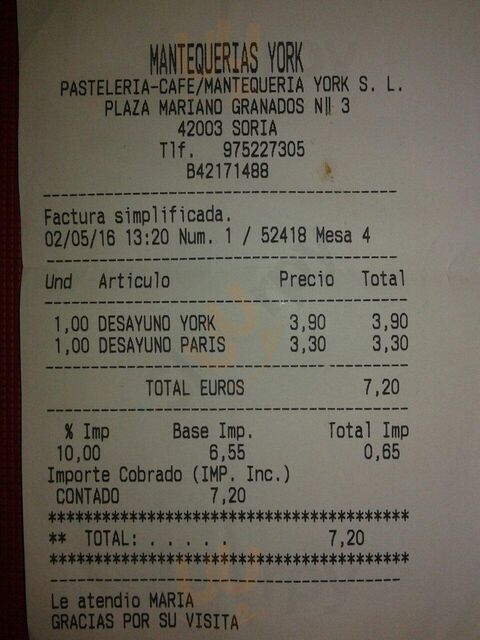 MANTEQUERIAS YORK
PASTELERIA-CAFE/MANTEQUERIA YORK S. L.
PLAZA MARIANO GRANADOS Nº 3
42003 SORIA
Tlf. 975227305
B42171488
Factura simplificada.
02/05/16 13:20 Num. 1 / 52418 Mesa 4
Und Articulo Precio Total
1,00 DESAYUNO YORK 3,90 3,90
1,00 DESAYUNO PARIS 3,30 3,30
TOTAL EUROS 7,20
% Imp Base Imp. Total Imp
10,00 6,55 0,65
Importe Cobrado (IMP. Inc.)
CONTADO 7,20
****************************************
** TOTAL: . . . . . 7,20
****************************************
Le atendio MARIA
GRACIAS POR SU VISITA